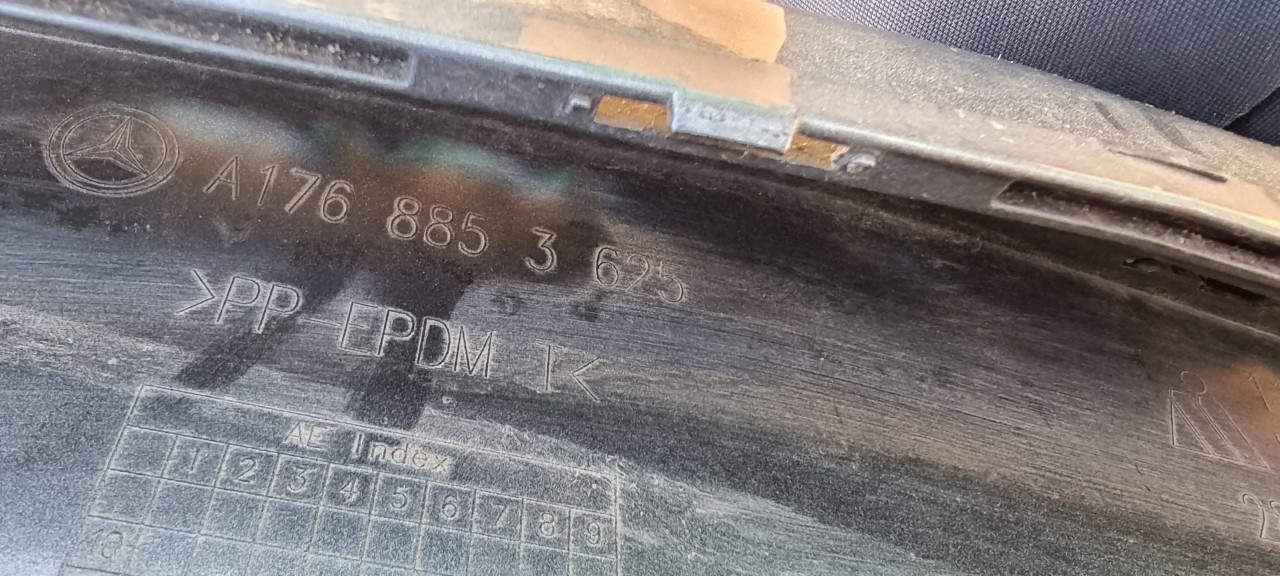 A176 885 3 625
>PP-EPDM I<
AE Index
1 2 3 4 5 6 7 8 9